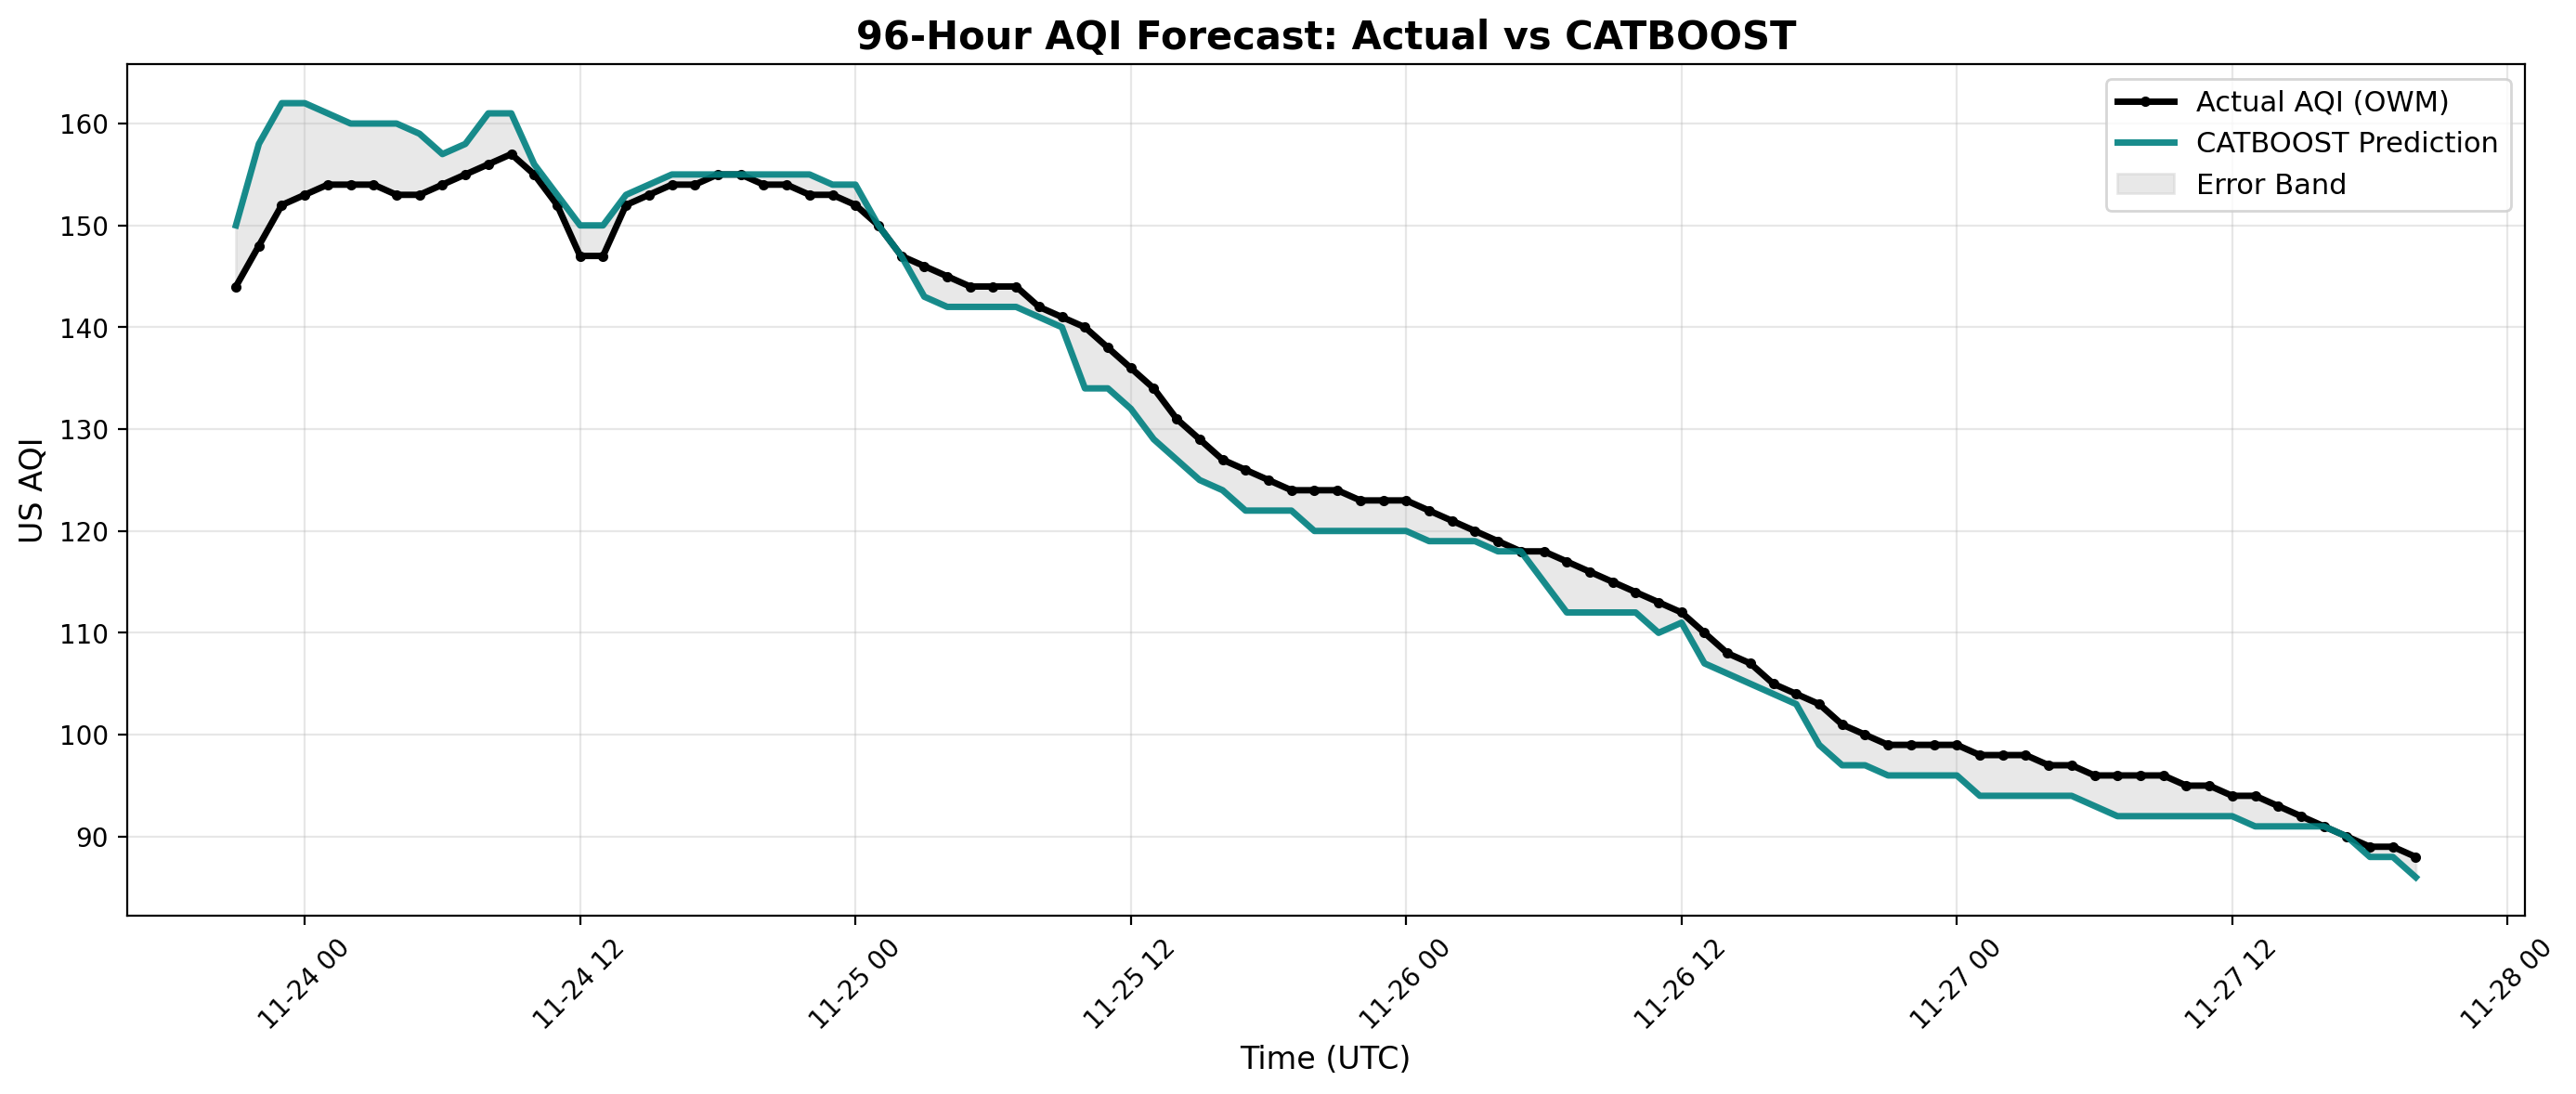 96-Hour AQI Forecast: Actual vs CATBOOST
Actual AQI (OWM)
CATBOOST Prediction
Error Band
US AQI
160
150
140
130
120
110
100
90
11-24 00
11-24 12
11-25 00
11-25 12
11-26 00
11-26 12
11-27 00
11-27 12
11-28 00
Time (UTC)